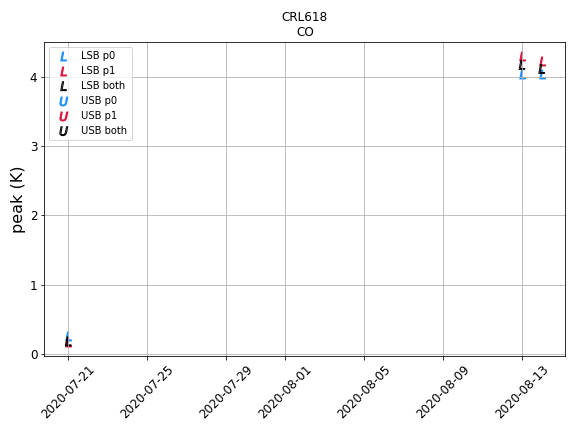 CRL618
CO
L LSB p0
L LSB p1
L LSB both
U USB p0
U USB p1
U USB both
peak (K)
4
3
2
1
0
2020-07-21
2020-07-25
2020-07-29
2020-08-01
2020-08-05
2020-08-09
2020-08-13
L
L
L
L
L
L
L
L
L